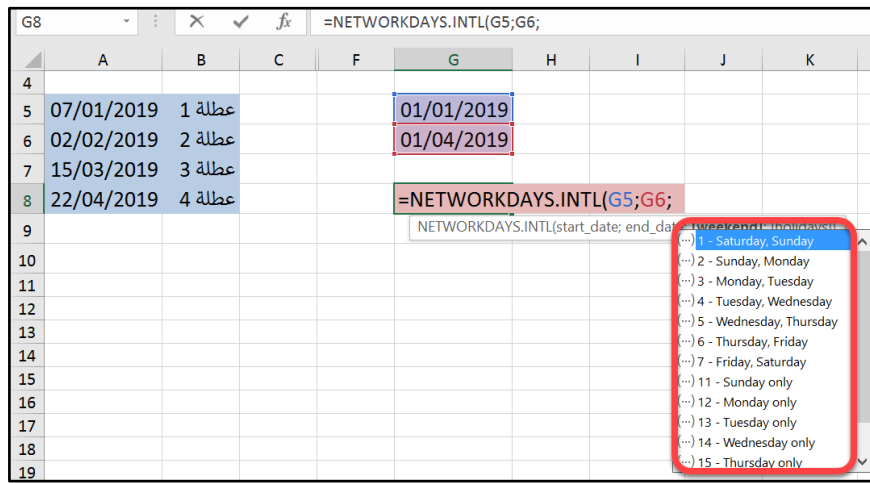 G8 fx =NETWORKDAYS.INTL(G5;G6;
A B C F G H I J K
4
5 07/01/2019 عطلة 1 01/01/2019
6 02/02/2019 عطلة 2 01/04/2019
7 15/03/2019 عطلة 3
8 22/04/2019 عطلة 4 =NETWORKDAYS.INTL(G5;G6;
9 NETWORKDAYS.INTL(start_date; end_date; [weekend]; [holidays])
(...) 1 - Saturday, Sunday
10 (...) 2 - Sunday, Monday
11 (...) 3 - Monday, Tuesday
12 (...) 4 - Tuesday, Wednesday
(...) 5 - Wednesday, Thursday
13 (...) 6 - Thursday, Friday
14 (...) 7 - Friday, Saturday
15 (...) 11 - Sunday only
16 (...) 12 - Monday only
17 (...) 13 - Tuesday only
18 (...) 14 - Wednesday only
19 (...) 15 - Thursday only